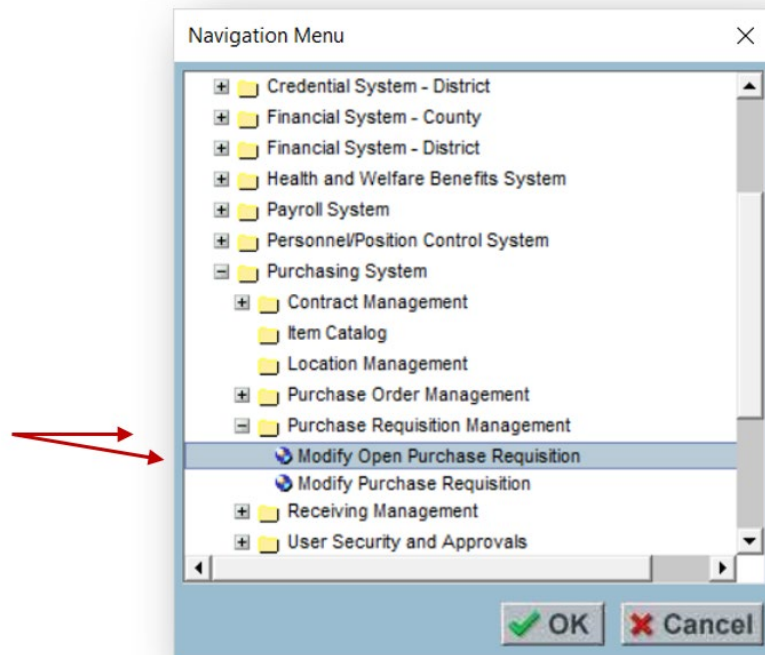 Navigation Menu
Credential System - District
Financial System - County
Financial System - District
Health and Welfare Benefits System
Payroll System
Personnel/Position Control System
Purchasing System
Contract Management
Item Catalog
Location Management
Purchase Order Management
Purchase Requisition Management
Modify Open Purchase Requisition
Modify Purchase Requisition
Receiving Management
User Security and Approvals
OK Cancel